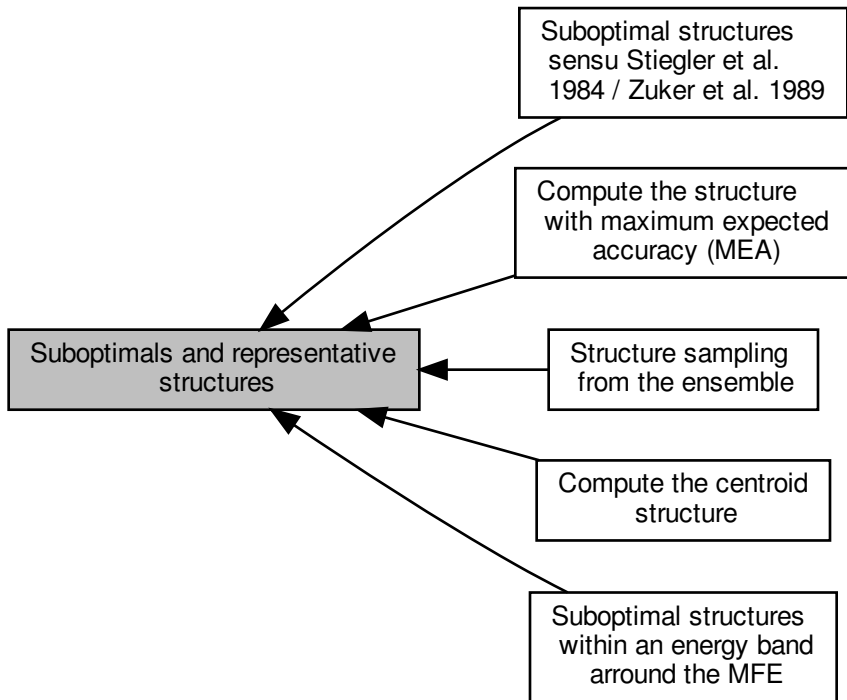 Suboptimal structures
sensu Stiegler et al.
1984 / Zuker et al. 1989
Compute the structure
with maximum expected
accuracy (MEA)
Suboptimals and representative
structures
Structure sampling
from the ensemble
Compute the centroid
structure
Suboptimal structures
within an energy band
arround the MFE